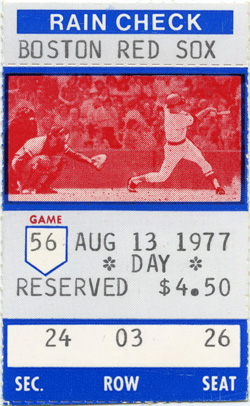 RAIN CHECK
BOSTON RED SOX
GAME
56 AUG 13 1977
* DAY *
RESERVED $4.50
24 03 26
SEC. ROW SEAT